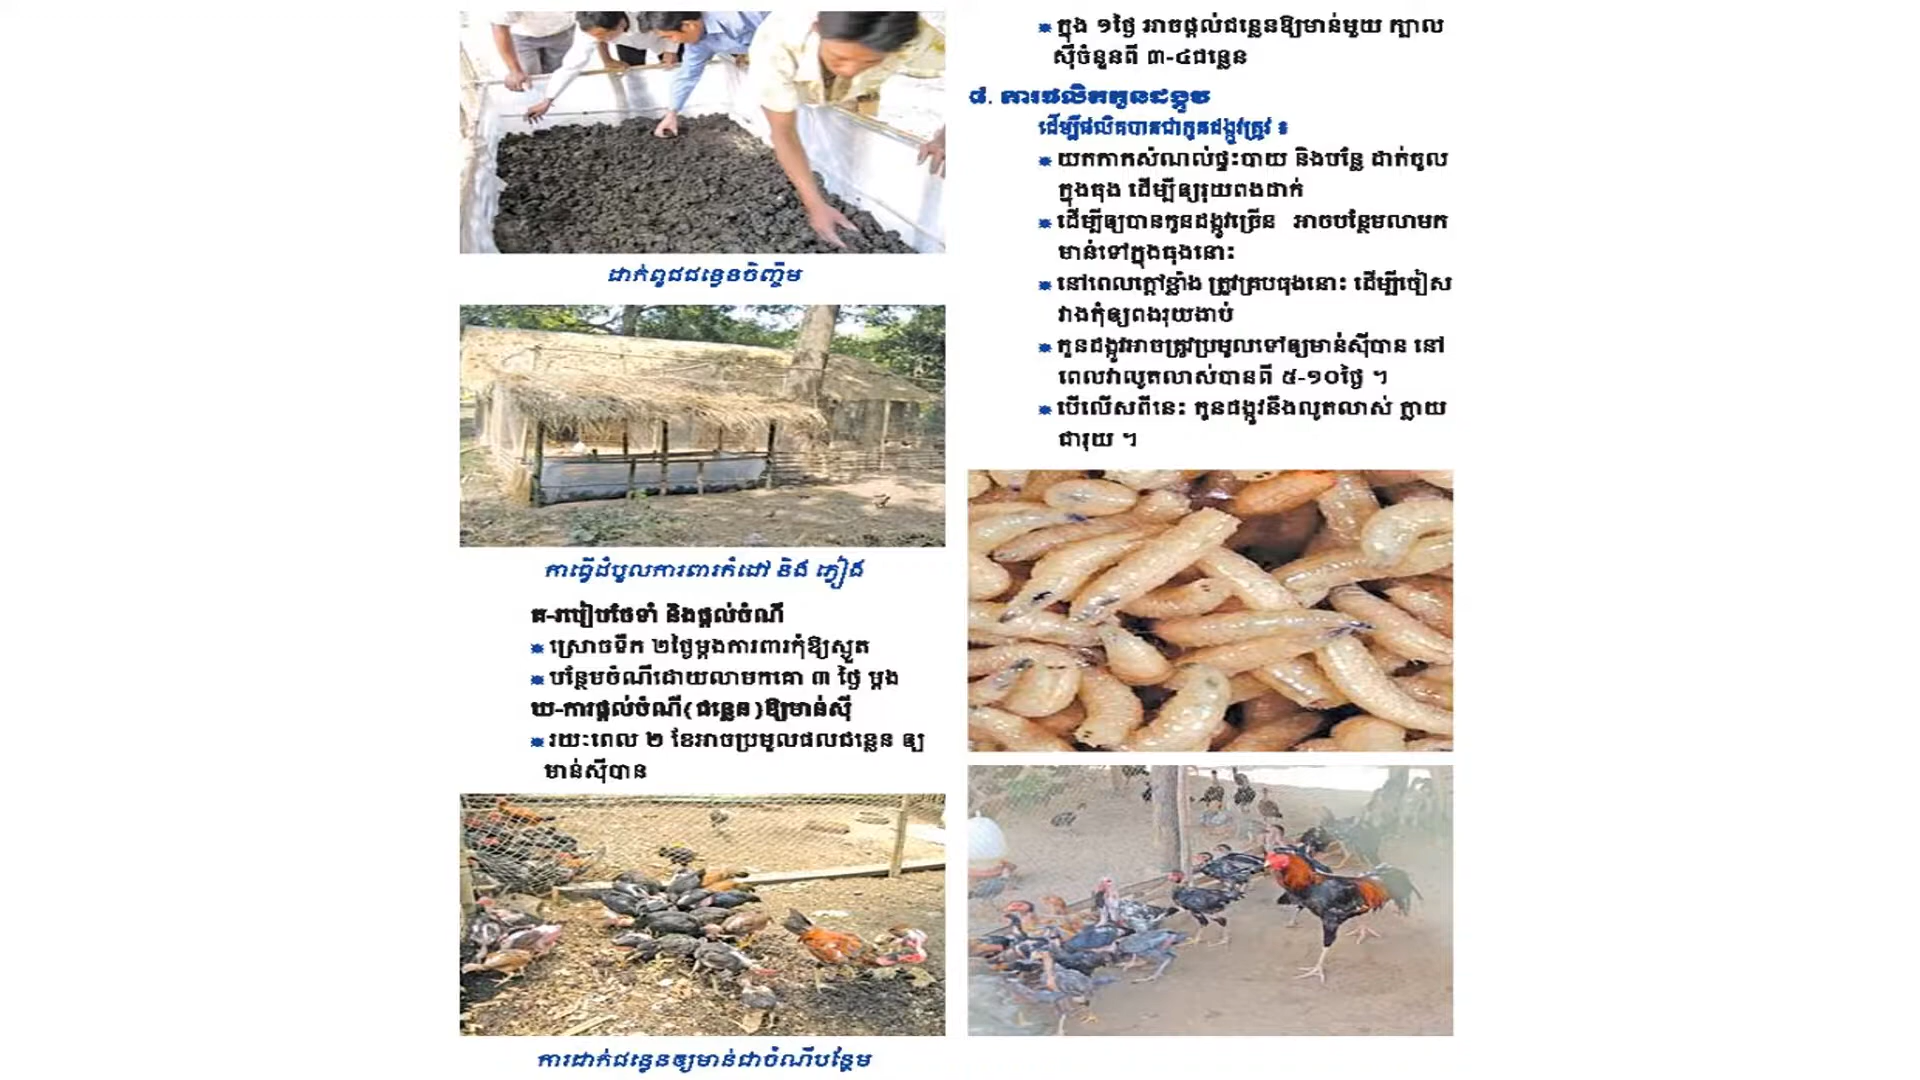 ដាក់ពូជជន្លេនចិញ្ចឹម
ការធ្វើដំបូលការពារកំដៅ និង ភ្លៀង
គ-របៀបថែទាំ និងផ្តល់ចំណី
ស្រោចទឹក ២ថ្ងៃម្តងការពារកុំឱ្យស្ងួត
បន្ថែមចំណីដោយលាមកគោ ៣ ថ្ងៃ ម្តង
ឃ-ការផ្តល់ចំណី(ជន្លេន)ឱ្យមាន់ស៊ី
រយៈពេល ២ ខែអាចប្រមូលផលជន្លេន ឲ្យ
មាន់ស៊ីបាន
ការដាក់ជន្លេនឲ្យមាន់ជាចំណីបន្ថែម
ក្នុង ១ថ្ងៃ អាចផ្តល់ជន្លេនឱ្យមាន់មួយ ក្បាល
ស៊ីចំនួនពី ៣-៤ជន្លេន
៨. ការផលិតកូនដង្កូវ
ដើម្បីផលិតបានជាកូនដង្កូវត្រូវ ៖
យកកាកសំណល់ផ្ទះបាយ និងបន្លែ ដាក់ចូល
ក្នុងធុង ដើម្បីឲ្យរុយពងដាក់
ដើម្បីឲ្យបានកូនដង្កូវច្រើន អាចបន្ថែមលាមក
មាន់ទៅក្នុងធុងនោះ
នៅពេលក្តៅខ្លាំង ត្រូវគ្របធុងនោះ ដើម្បីចៀស
វាងកុំឲ្យពងរុយងាប់
កូនដង្កូវអាចត្រូវប្រមូលទៅឲ្យមាន់ស៊ីបាន នៅ
ពេលវាលូតលាស់បានពី ៥-១០ថ្ងៃ ។
បើលើសពីនេះ កូនដង្កូវនឹងលូតលាស់ ក្លាយ
ជារុយ ។